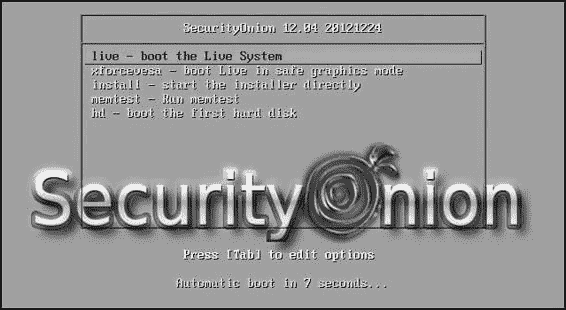 SecurityOnion 12.04 20121224
live - boot the Live System
xforcevesa - boot Live in safe graphics mode
install - start the installer directly
memtest - Run memtest
hd - boot the first hard disk
SecurityOnion
Press [Tab] to edit options
Automatic boot in 7 seconds...